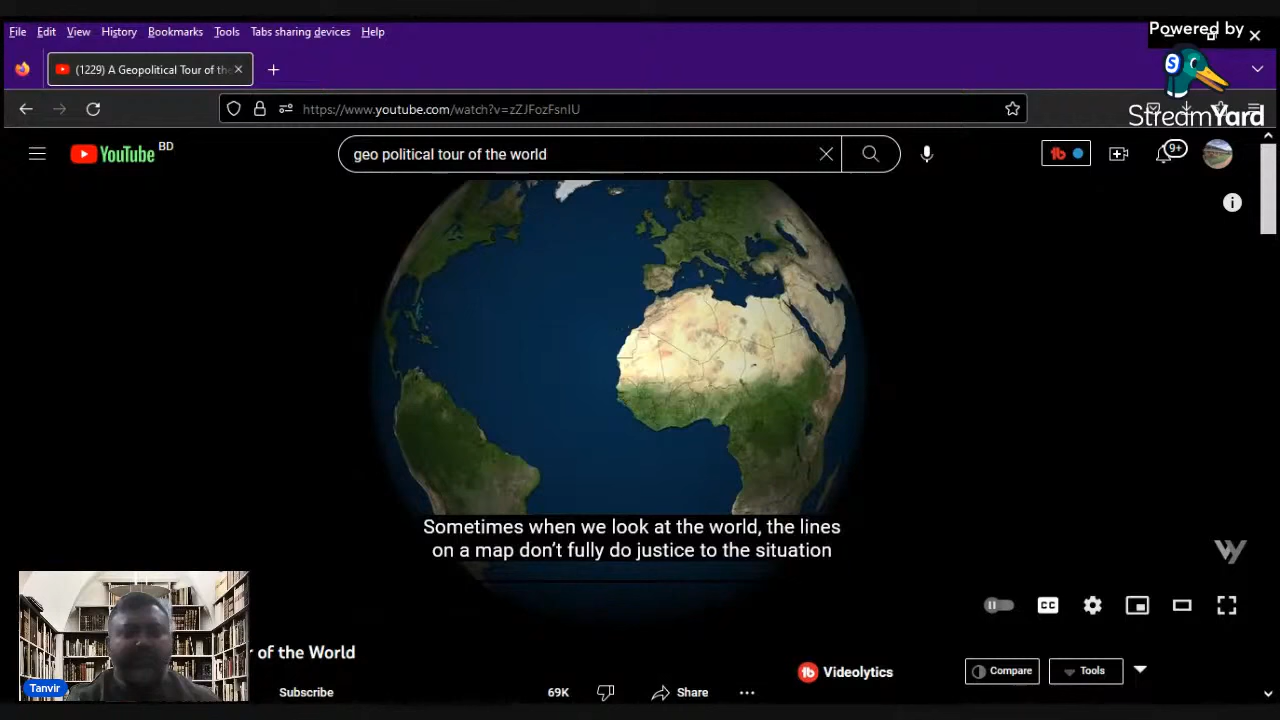 File Edit View History Bookmarks Tools Tabs sharing devices Help
Powered by
(1229) A Geopolitical Tour of the
StreamYard
https://www.youtube.com/watch?v=zZJFozFsnIU
YouTube BD
geo political tour of the world
9+
Sometimes when we look at the world, the lines
on a map don't fully do justice to the situation
CC
of the World
Videolytics
Compare
Tools
Tanvir
Subscribe
69K
Share